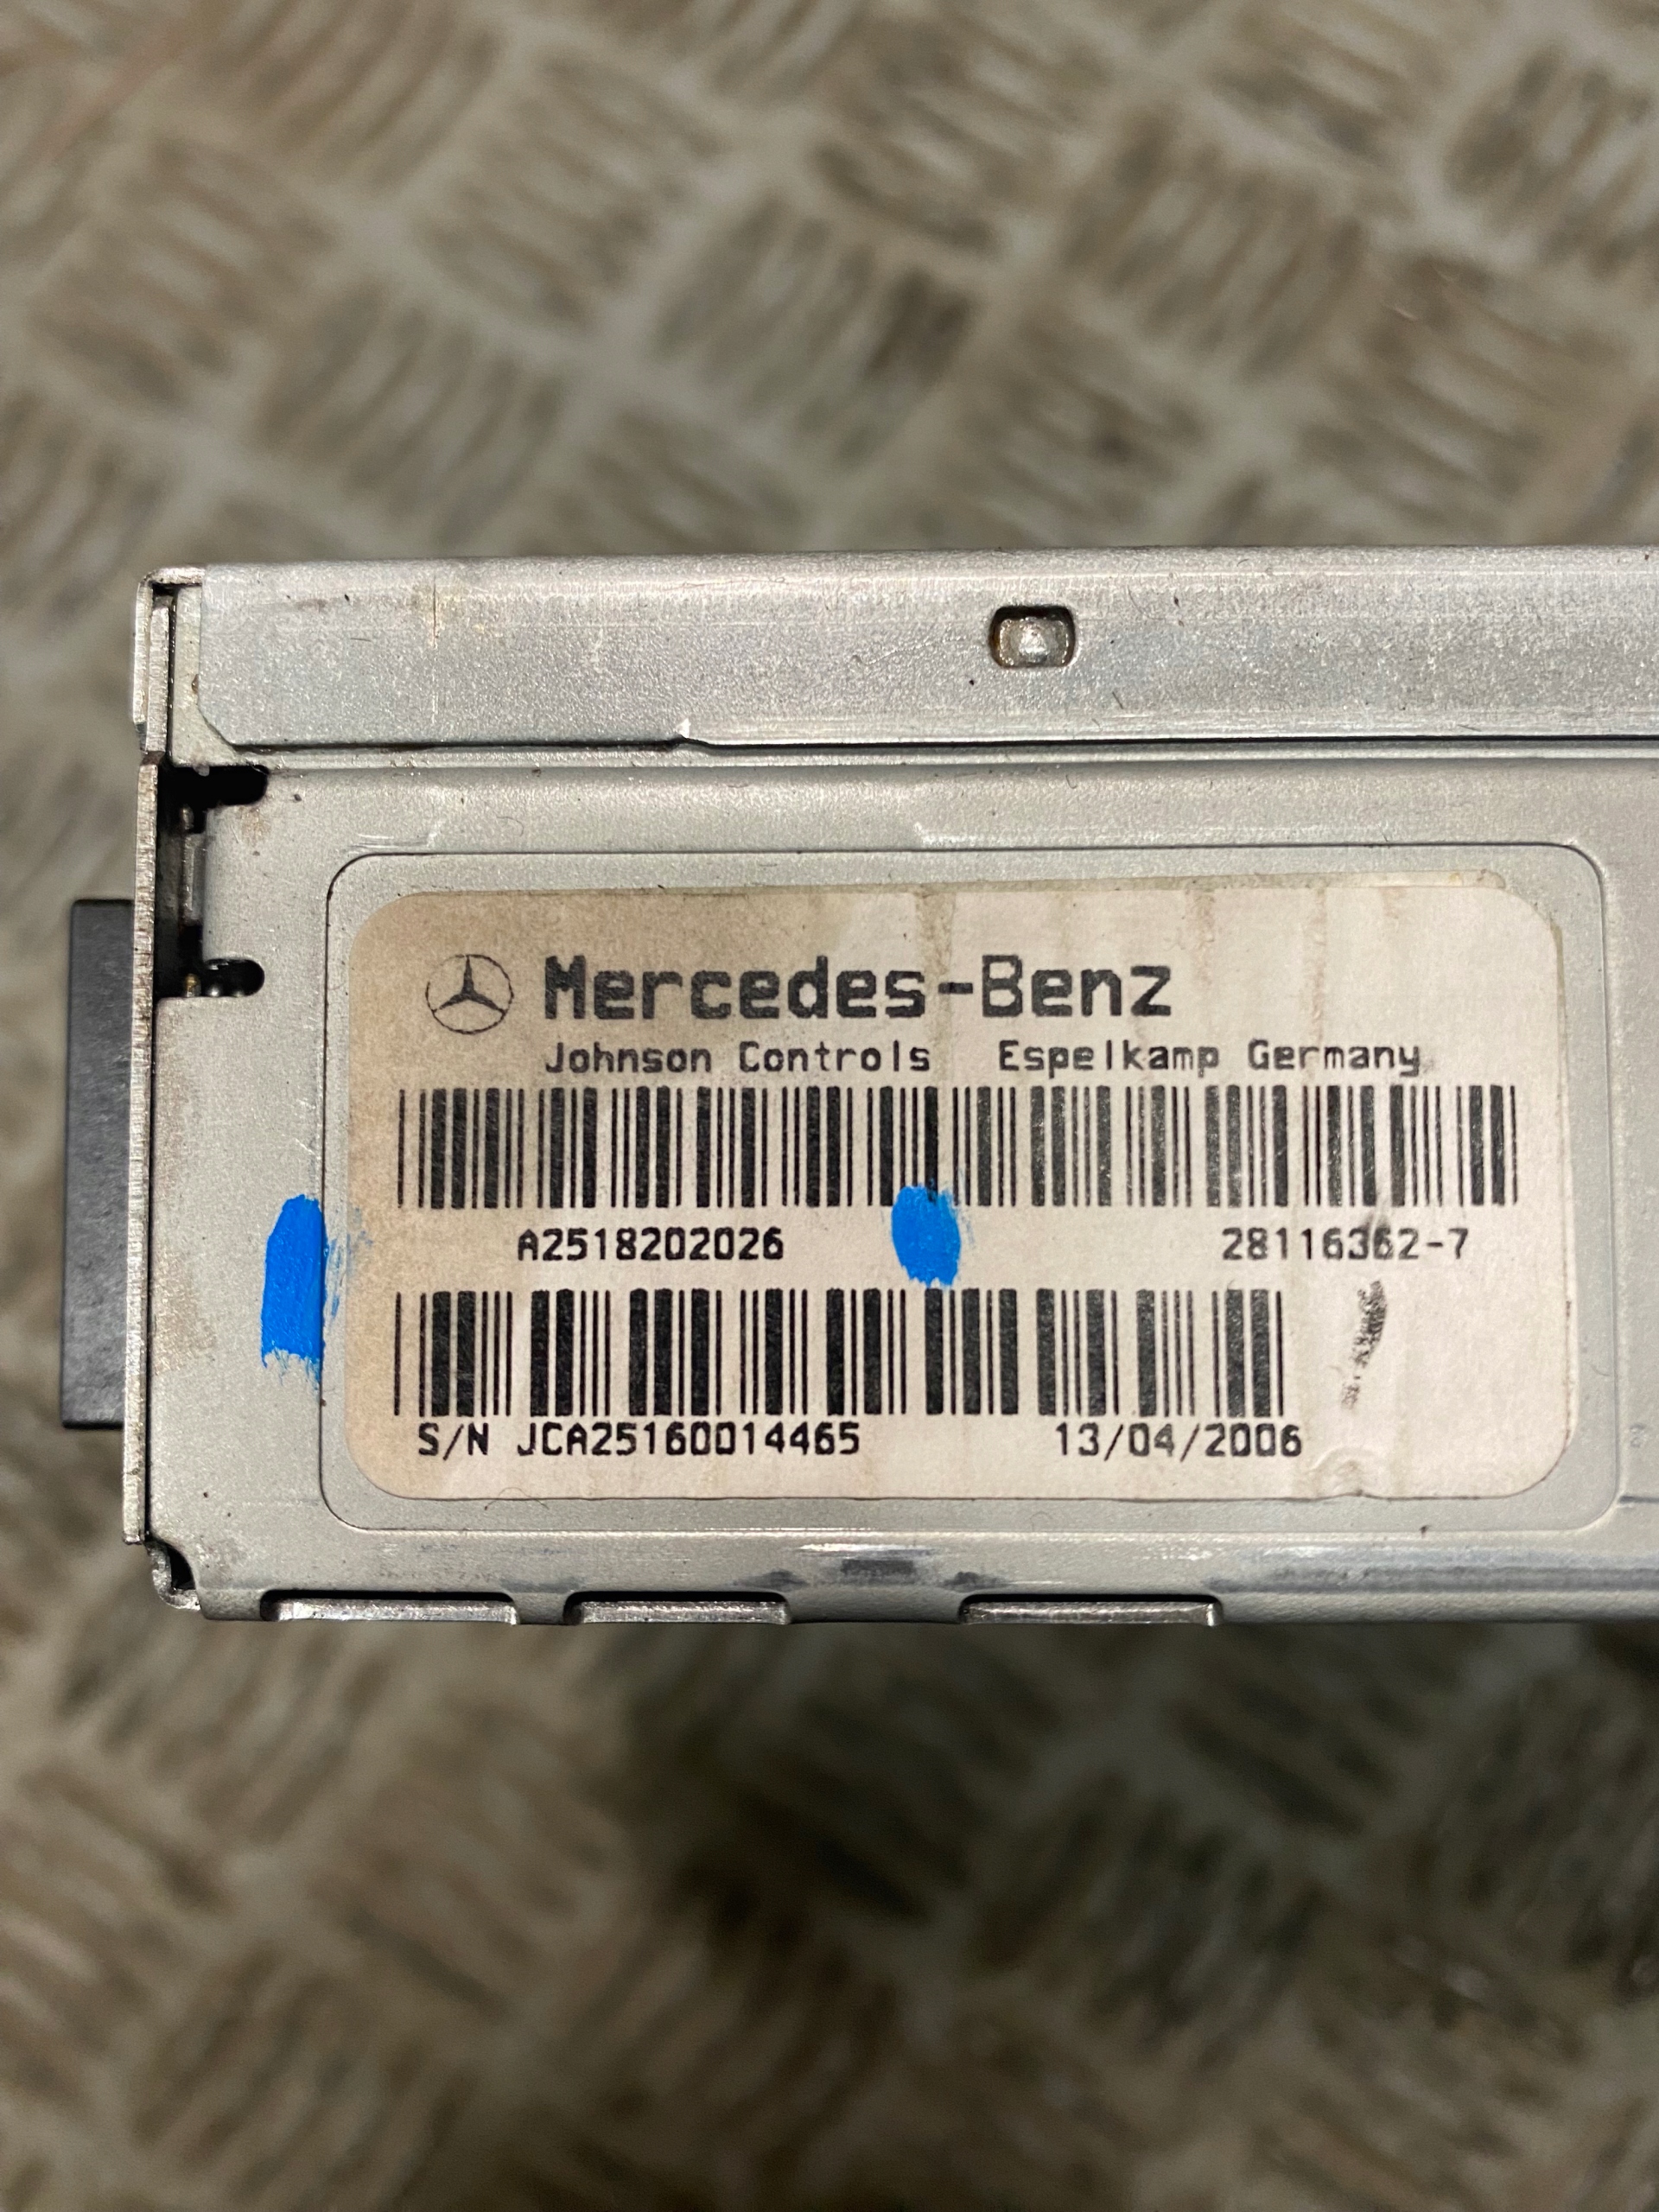 Mercedes-Benz
Johnson Controls Espelkamp Germany
A2518202026 28116362-7
S/N JCA25160014465 13/04/2006